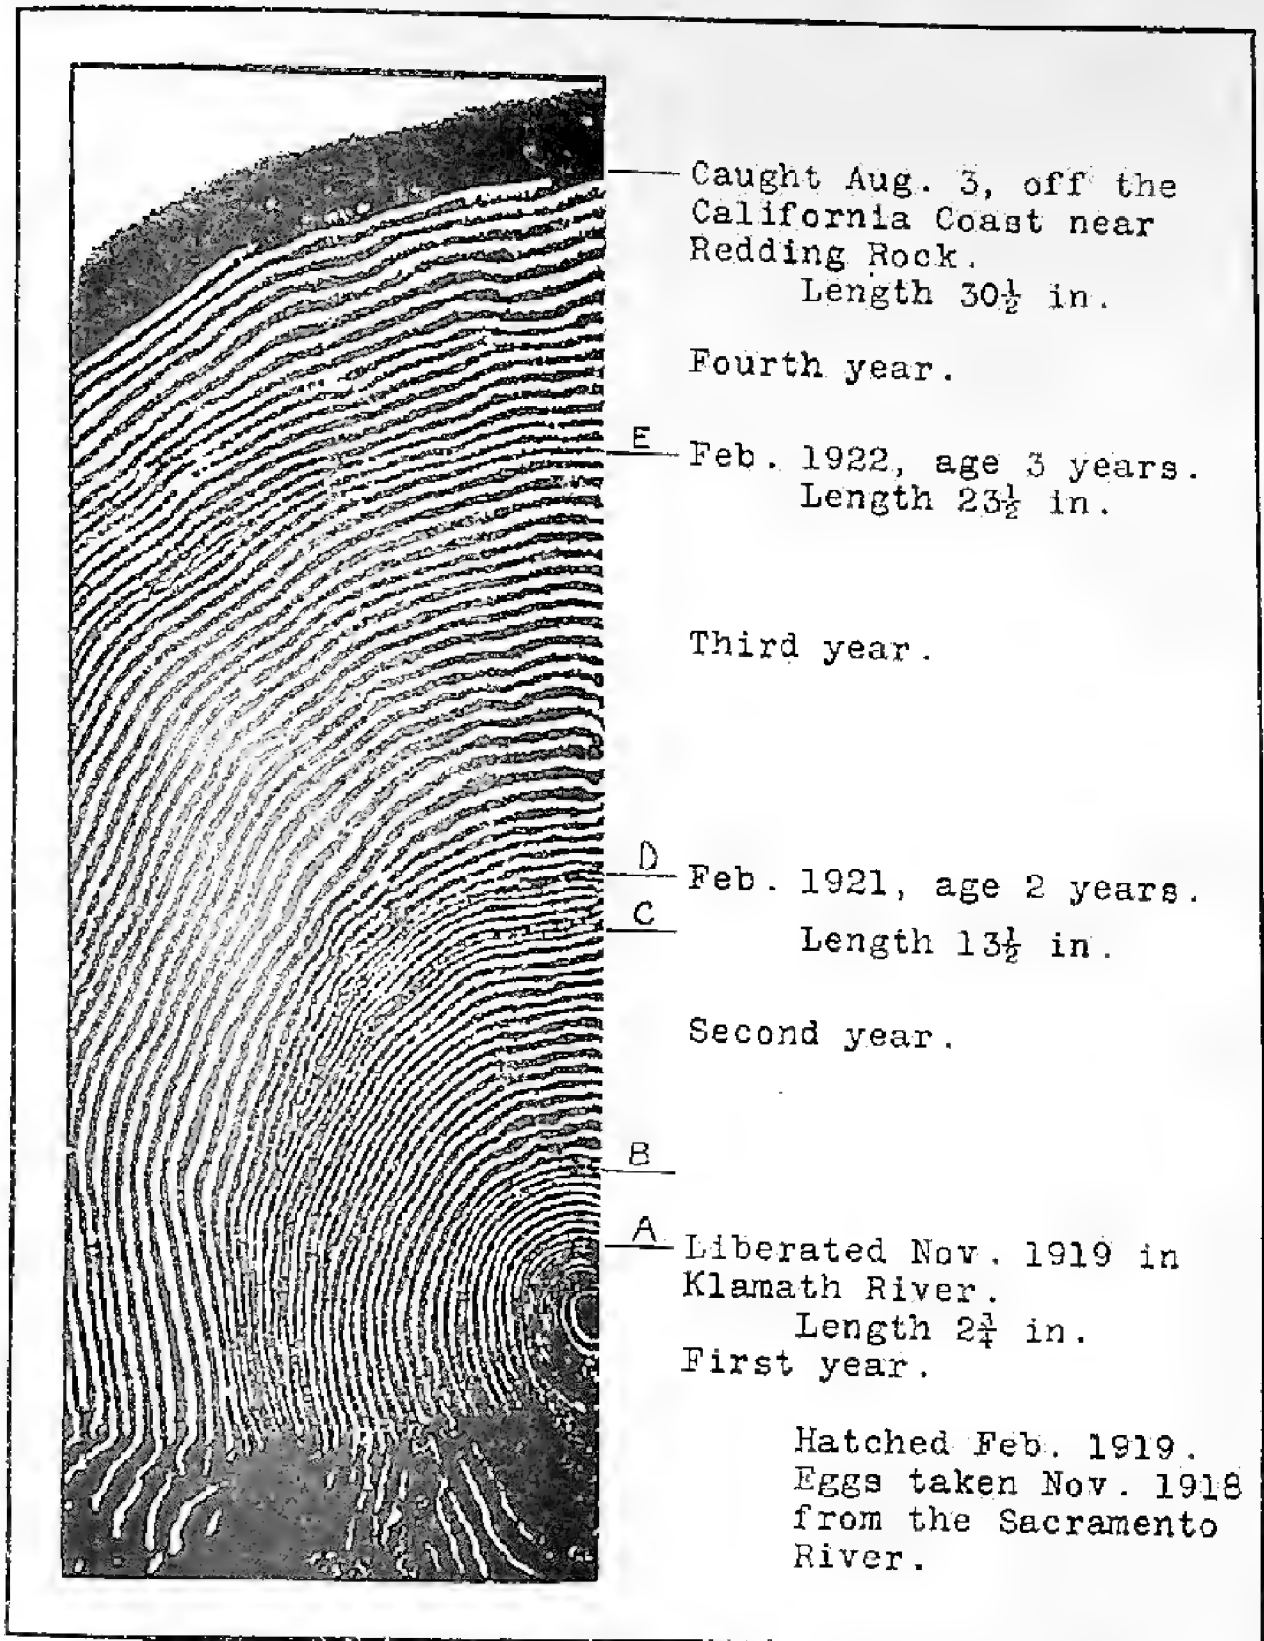 Caught Aug. 3, off the
California Coast near
Redding Rock.
Length 30½ in.
Fourth year.
E
Feb. 1922, age 3 years.
Length 23½ in.
Third year.
D
Feb. 1921, age 2 years.
C
Length 13½ in.
Second year.
B
A
Liberated Nov. 1919 in
Klamath River.
Length 2¾ in.
First year.
Hatched Feb. 1919.
Eggs taken Nov. 1918
from the Sacramento
River.